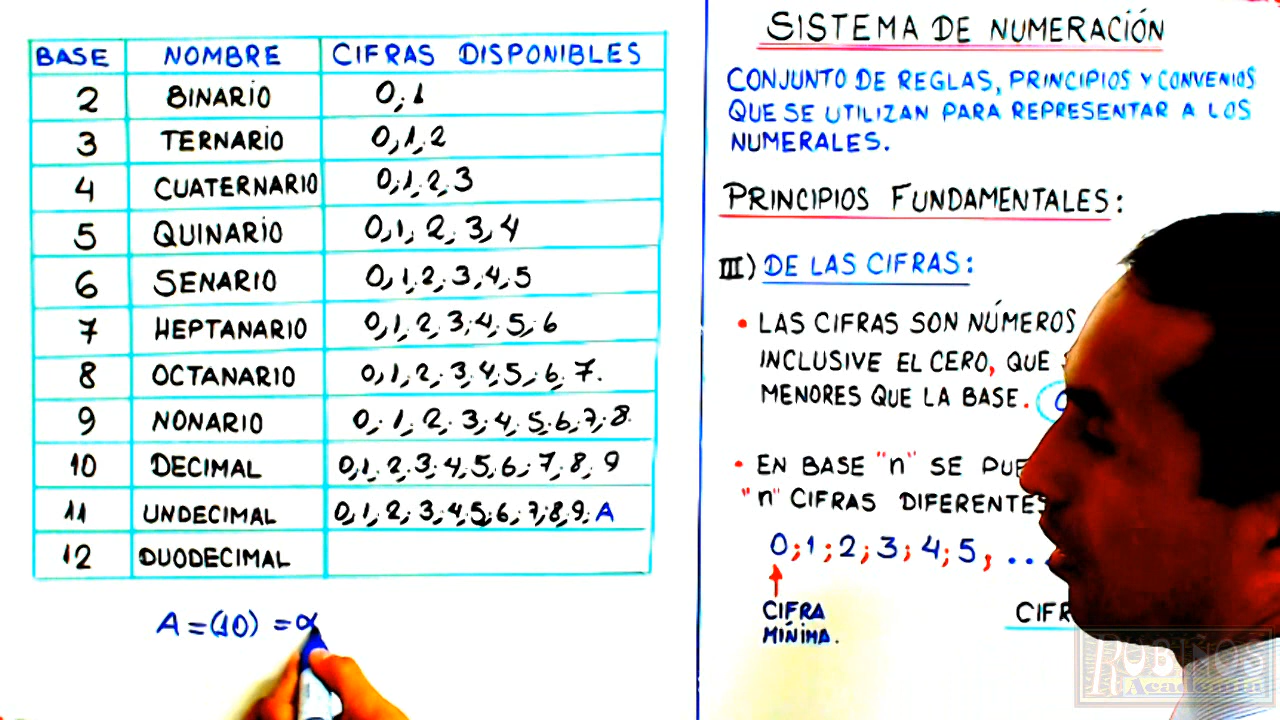 BASE NOMBRE CIFRAS DISPONIBLES
2 BINARIO 0; 1
3 TERNARIO 0; 1; 2
4 CUATERNARIO 0; 1; 2; 3
5 QUINARIO 0; 1; 2; 3; 4
6 SENARIO 0; 1; 2; 3; 4; 5
7 HEPTANARIO 0; 1; 2; 3; 4; 5; 6
8 OCTANARIO 0; 1; 2; 3; 4; 5; 6; 7.
9 NONARIO 0; 1; 2; 3; 4; 5; 6; 7; 8.
10 DECIMAL 0; 1; 2; 3; 4; 5; 6; 7; 8; 9
11 UNDECIMAL 0; 1; 2; 3; 4; 5; 6; 7; 8; 9; A
12 DUODECIMAL
A = (10) = α
SISTEMA DE NUMERACIÓN
CONJUNTO DE REGLAS, PRINCIPIOS Y CONVENIOS
QUE SE UTILIZAN PARA REPRESENTAR A LOS
NUMERALES.
PRINCIPIOS FUNDAMENTALES:
III) DE LAS CIFRAS:
• LAS CIFRAS SON NÚMEROS
INCLUSIVE EL CERO, QUE
MENORES QUE LA BASE.
• EN BASE "n" SE
"n" CIFRAS DIFERENTES
0; 1; 2; 3; 4; 5, ...
CIFRA
MÍNIMA.
RUBIÑOS
Academia